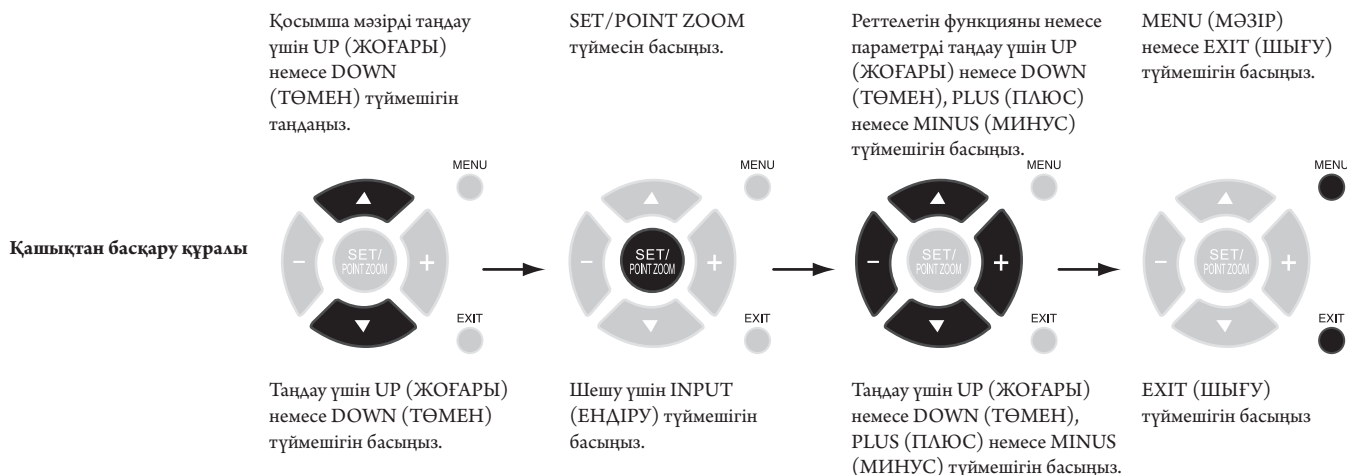 Қосымша мәзірді таңдау
үшін UP (ЖОҒАРЫ)
немесе DOWN
(ТӨМЕН) түймешігін
таңдаңыз.
SET/POINT ZOOM
түймесін басыңыз.
Реттелетін функцияны немесе
параметрді таңдау үшін UP
(ЖОҒАРЫ) немесе DOWN
(ТӨМЕН), PLUS (ПЛЮС)
немесе MINUS (МИНУС)
түймешігін басыңыз.
MENU (МӘЗІР)
немесе EXIT (ШЫҒУ)
түймешігін басыңыз.
Қашықтан басқару құралы
MENU
–
SET/
POINT ZOOM
+
EXIT
MENU
–
SET/
POINT ZOOM
+
EXIT
MENU
–
SET/
POINT ZOOM
+
EXIT
MENU
–
SET/
POINT ZOOM
+
EXIT
Таңдау үшін UP (ЖОҒАРЫ)
немесе DOWN (ТӨМЕН)
түймешігін басыңыз.
Шешу үшін INPUT
(ЕНДІРУ) түймешігін
басыңыз.
Таңдау үшін UP (ЖОҒАРЫ)
немесе DOWN (ТӨМЕН),
PLUS (ПЛЮС) немесе MINUS
(МИНУС) түймешігін басыңыз.
EXIT (ШЫҒУ)
түймешігін басыңыз